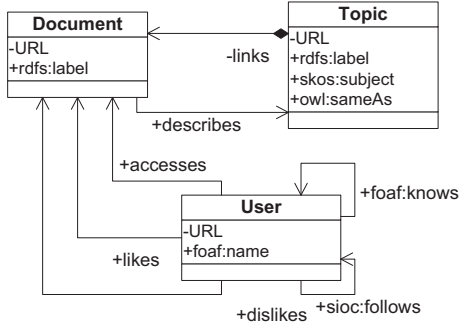 Document
-URL
+rdfs:label
Topic
-URL
+rdfs:label
+skos:subject
+owl:sameAs
-links
+describes
+accesses
User
-URL
+foaf:name
+foaf:knows
+likes
+dislikes
+sioc:follows